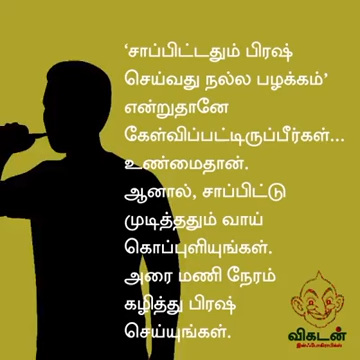 ‘சாப்பிட்டதும் பிரஷ்
செய்வது நல்ல பழக்கம்’
என்றுதானே
கேள்விப்பட்டிருப்பீர்கள்...
உண்மைதான்.
ஆனால், சாப்பிட்டு
முடித்ததும் வாய்
கொப்புளியுங்கள்.
அரை மணி நேரம்
கழித்து பிரஷ்
செய்யுங்கள்.
விகடன்